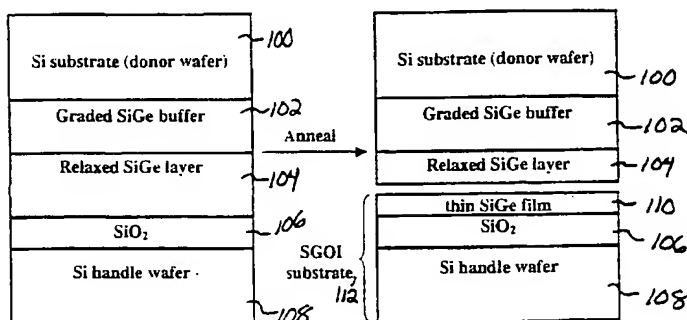 Si substrate (donor wafer)
100
Graded SiGe buffer
102
Relaxed SiGe layer
104
SiO₂
106
Si handle wafer
108
Anneal
Si substrate (donor wafer)
100
Graded SiGe buffer
102
Relaxed SiGe layer
104
thin SiGe film
110
SiO₂
106
SGOI
substrate,
112
Si handle wafer
108